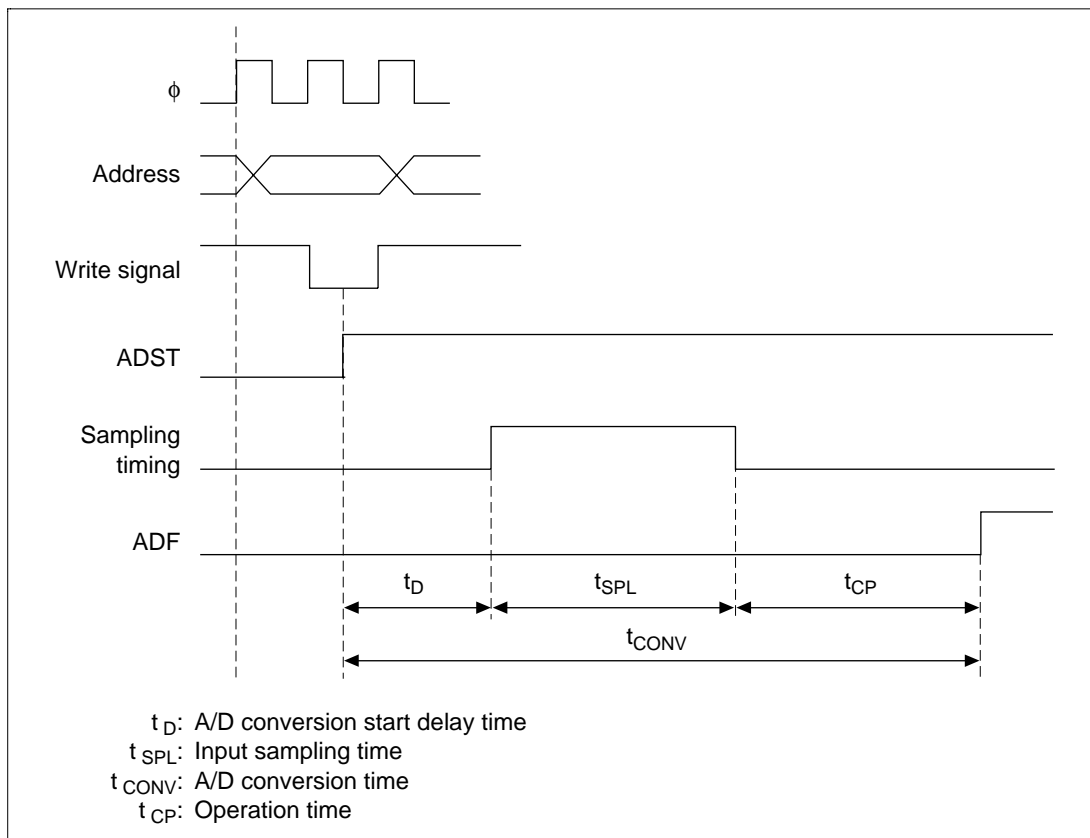 ϕ
Address
Write signal
ADST
Sampling
timing
ADF
tD
tSPL
tCP
tCONV
tD: A/D conversion start delay time
tSPL: Input sampling time
tCONV: A/D conversion time
tCP: Operation time